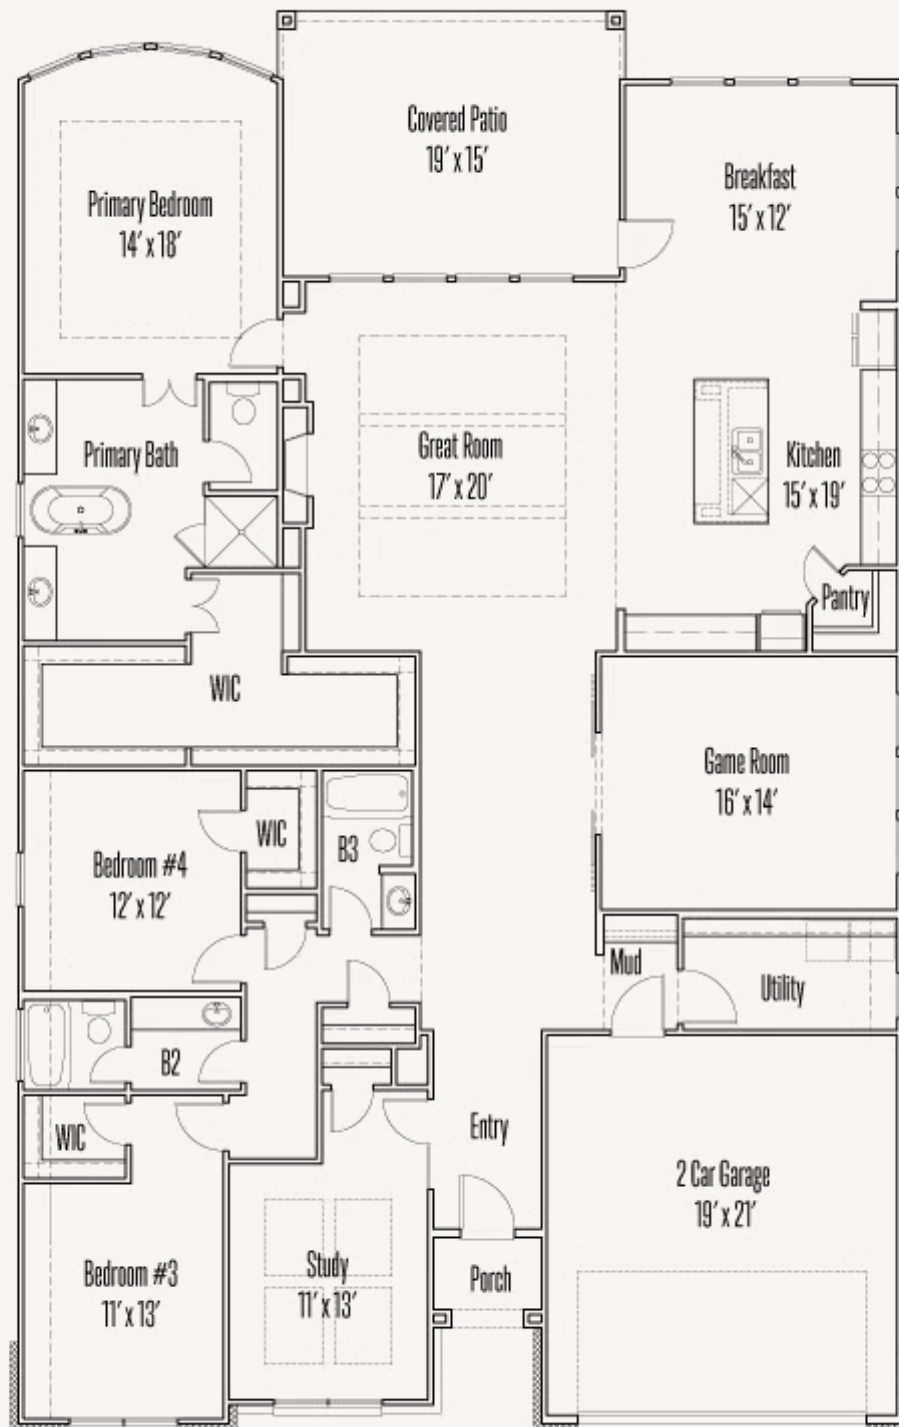 Covered Patio
19' x 15'
Breakfast
15' x 12'
Primary Bedroom
14' x 18'
Great Room
17' x 20'
Primary Bath
Kitchen
15' x 19'
Pantry
WIC
Game Room
16' x 14'
WIC
B3
Bedroom #4
12' x 12'
Mud
Utility
B2
WIC
Entry
2 Car Garage
19' x 21'
Study
11' x 13'
Porch
Bedroom #3
11' x 13'